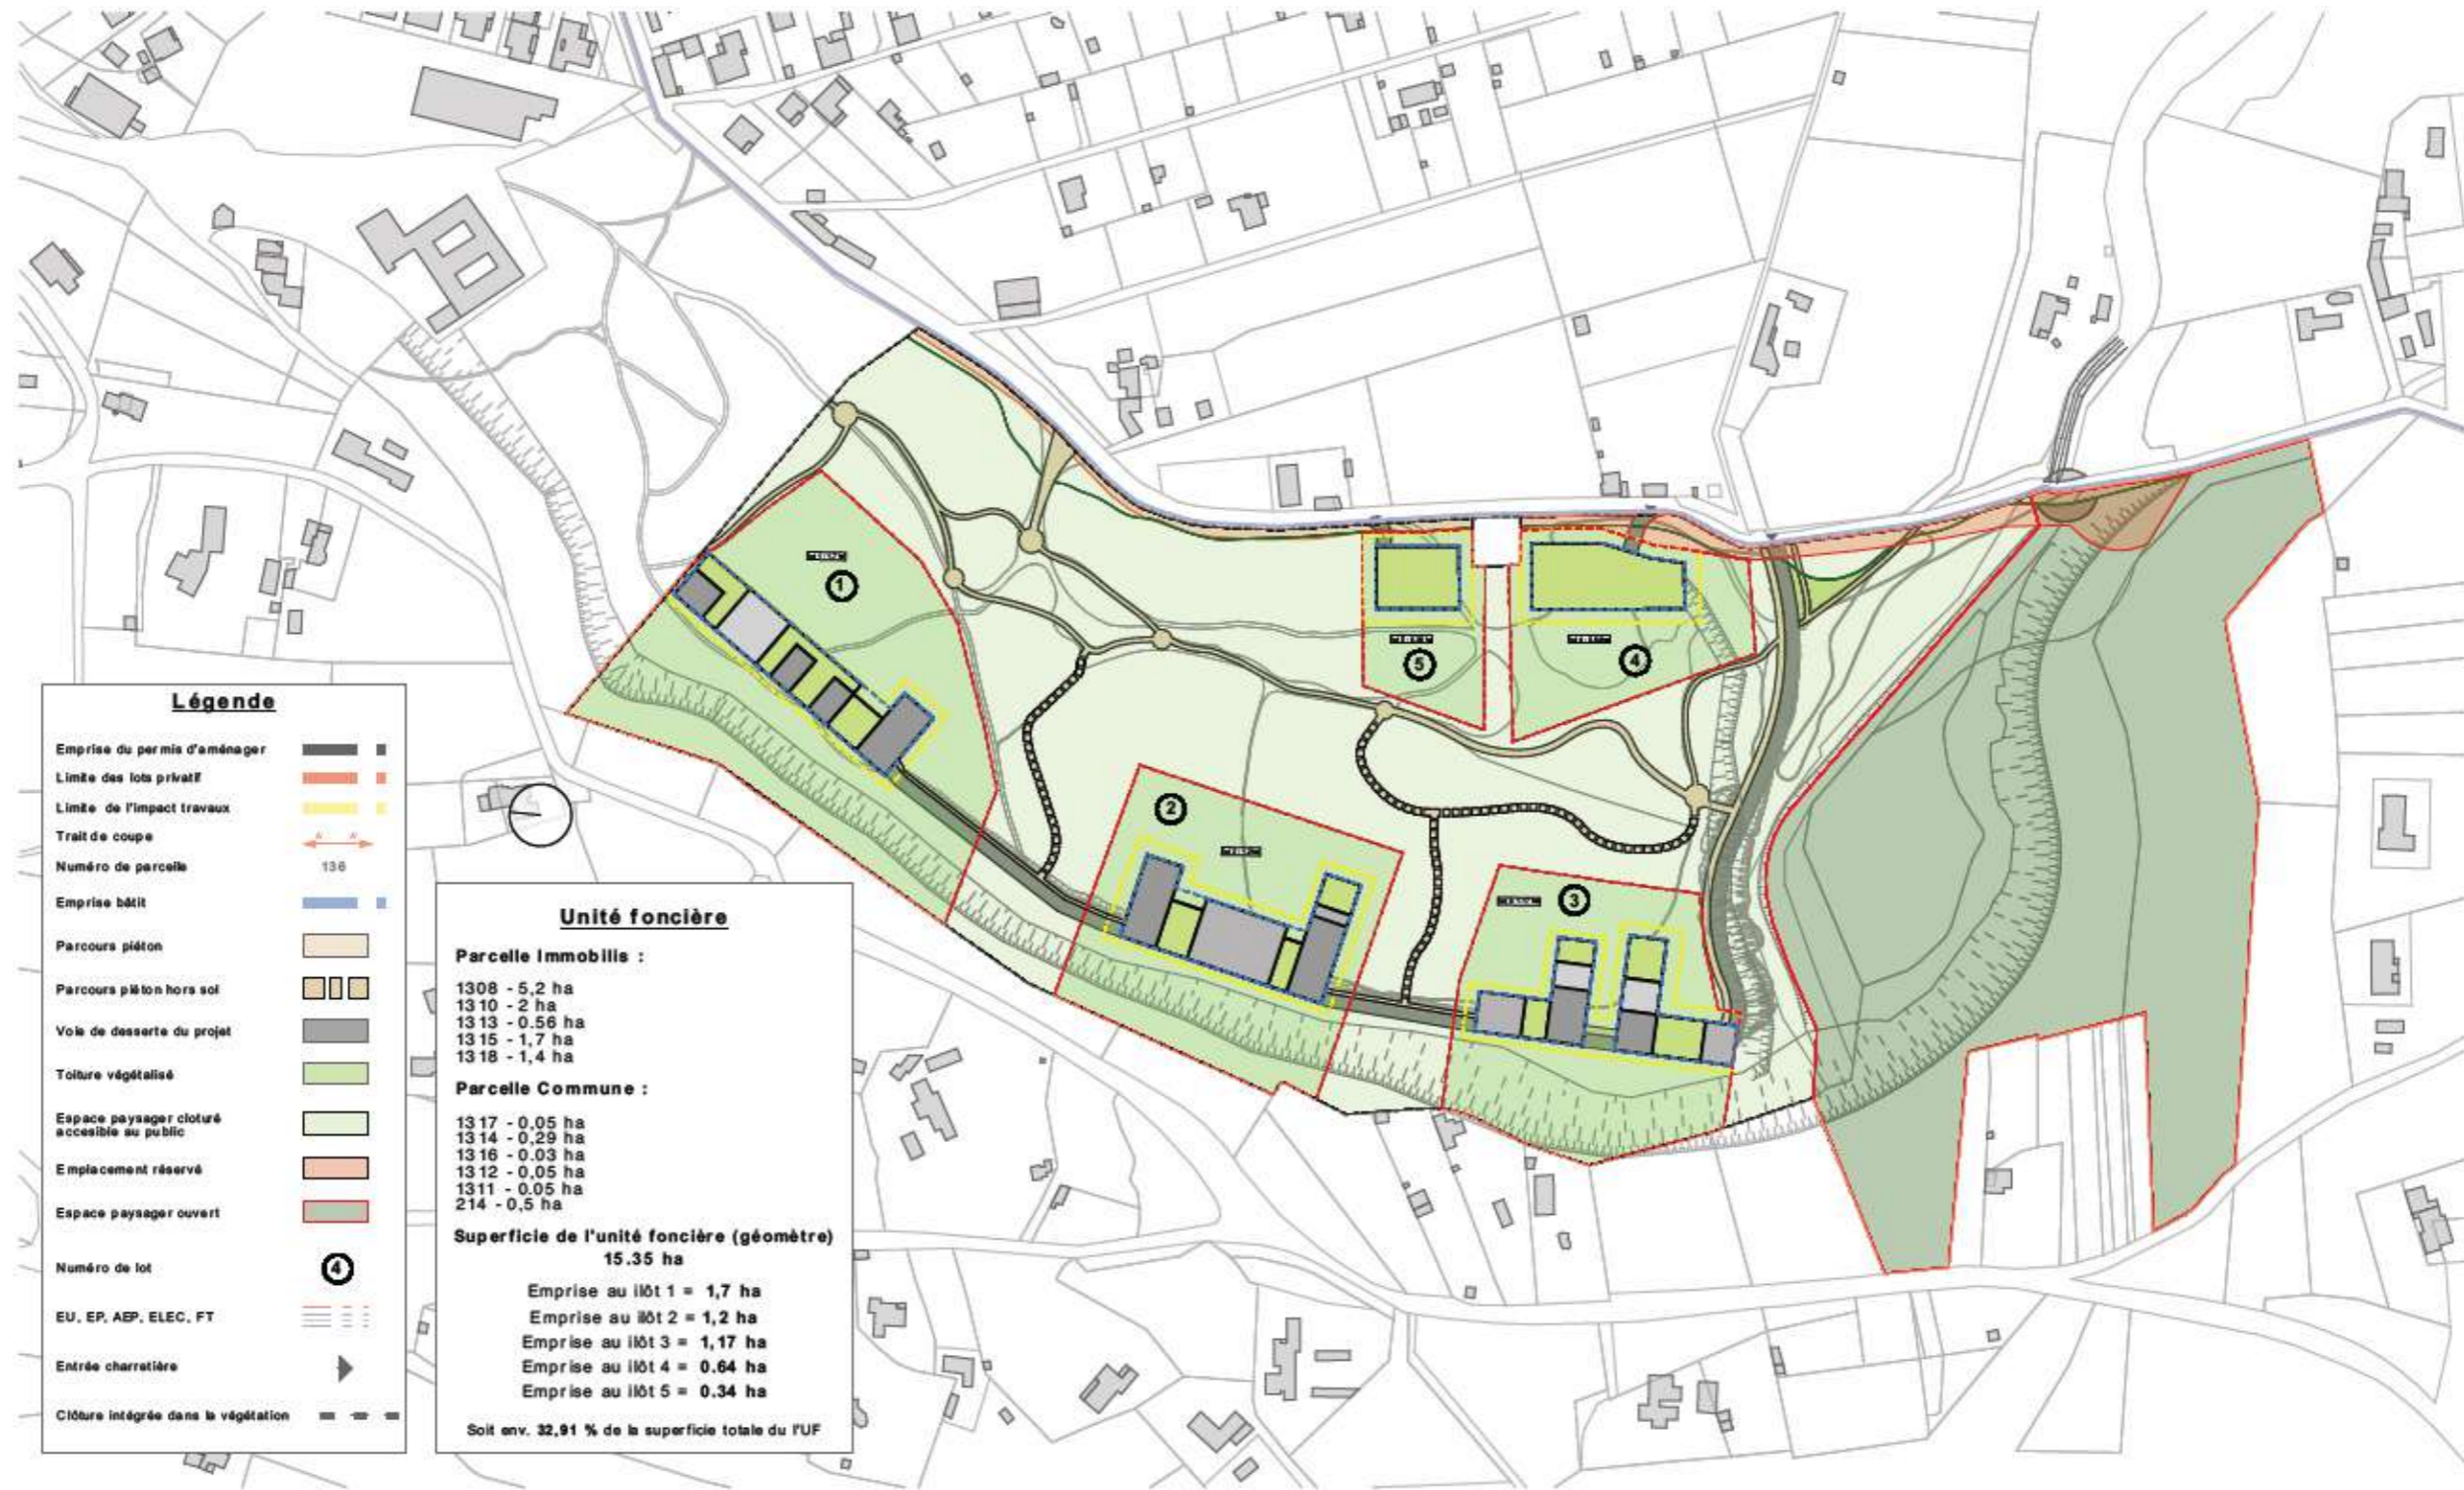 1
5
4
2
3
Légende
Emprise du permis d'aménager
Limite des lots privatif
Limite de l'impact travaux
Trait de coupe
Numéro de parcelle
136
Emprise bâtit
Parcours piéton
Parcours piéton hors sol
Voie de desserte du projet
Toiture végétalisé
Espace paysager cloturé
accesible au public
Emplacement réservé
Espace paysager ouvert
Numéro de lot
4
EU, EP, AEP, ELEC, FT
Entrée charretière
Clôture intégrée dans la végétation
Unité foncière
Parcelle Immobilis :
1308 - 5,2 ha
1310 - 2 ha
1313 - 0.56 ha
1315 - 1,7 ha
1318 - 1,4 ha
Parcelle Commune :
1317 - 0,05 ha
1314 - 0,29 ha
1316 - 0.03 ha
1312 - 0,05 ha
1311 - 0.05 ha
214 - 0,5 ha
Superficie de l'unité foncière (géomètre)
15.35 ha
Emprise au ilôt 1 = 1,7 ha
Emprise au ilôt 2 = 1,2 ha
Emprise au ilôt 3 = 1,17 ha
Emprise au ilôt 4 = 0.64 ha
Emprise au ilôt 5 = 0.34 ha
Soit env. 32,91 % de la superficie totale du l'UF